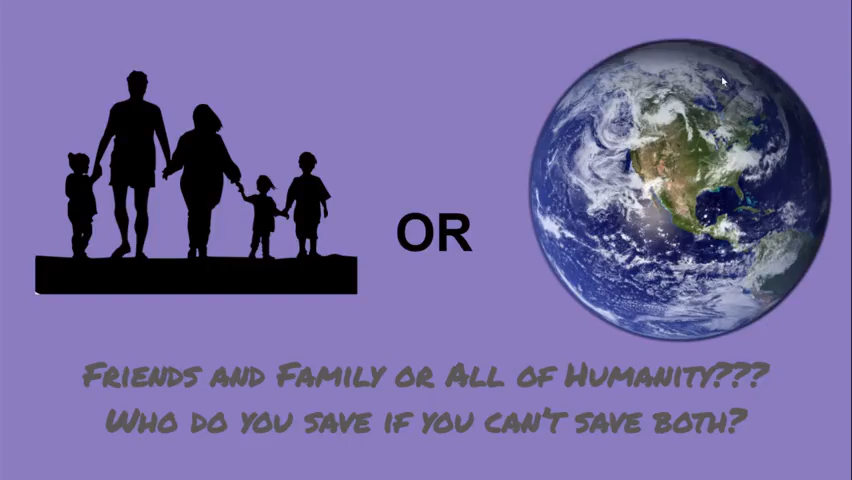 OR
Friends and Family or All of Humanity???
Who do you save if you can't save both?